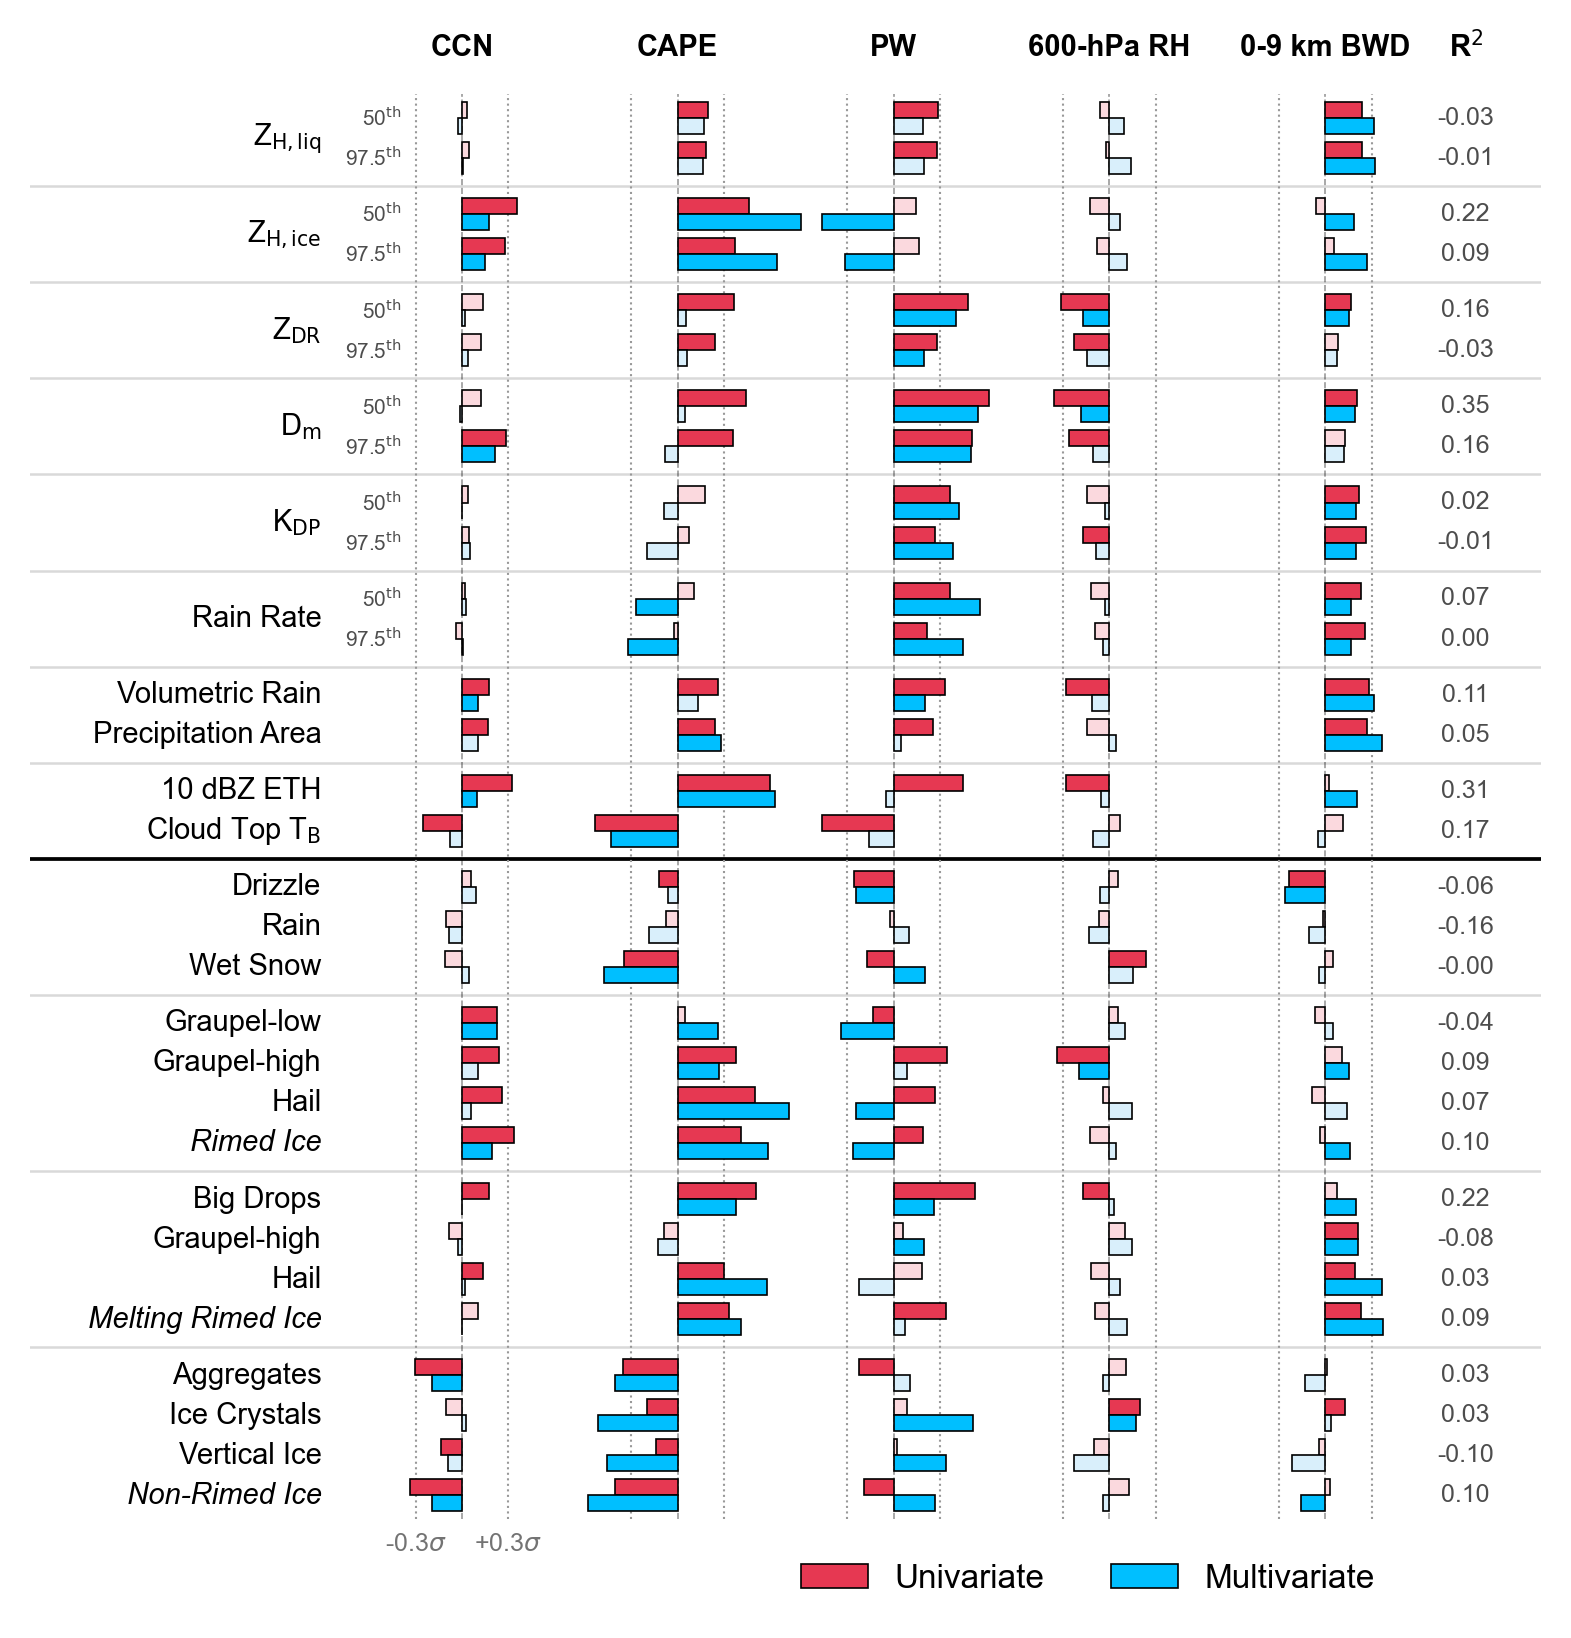 CCN CAPE PW 600-hPa RH 0-9 km BWD R²
Z_H, liq 50th -0.03
97.5th -0.01
Z_H, ice 50th 0.22
97.5th 0.09
Z_DR 50th 0.16
97.5th -0.03
D_m 50th 0.35
97.5th 0.16
K_DP 50th 0.02
97.5th -0.01
Rain Rate 50th 0.07
97.5th 0.00
Volumetric Rain 0.11
Precipitation Area 0.05
10 dBZ ETH 0.31
Cloud Top T_B 0.17
Drizzle -0.06
Rain -0.16
Wet Snow -0.00
Graupel-low -0.04
Graupel-high 0.09
Hail 0.07
Rimed Ice 0.10
Big Drops 0.22
Graupel-high -0.08
Hail 0.03
Melting Rimed Ice 0.09
Aggregates 0.03
Ice Crystals 0.03
Vertical Ice -0.10
Non-Rimed Ice 0.10
-0.3σ +0.3σ
Univariate Multivariate